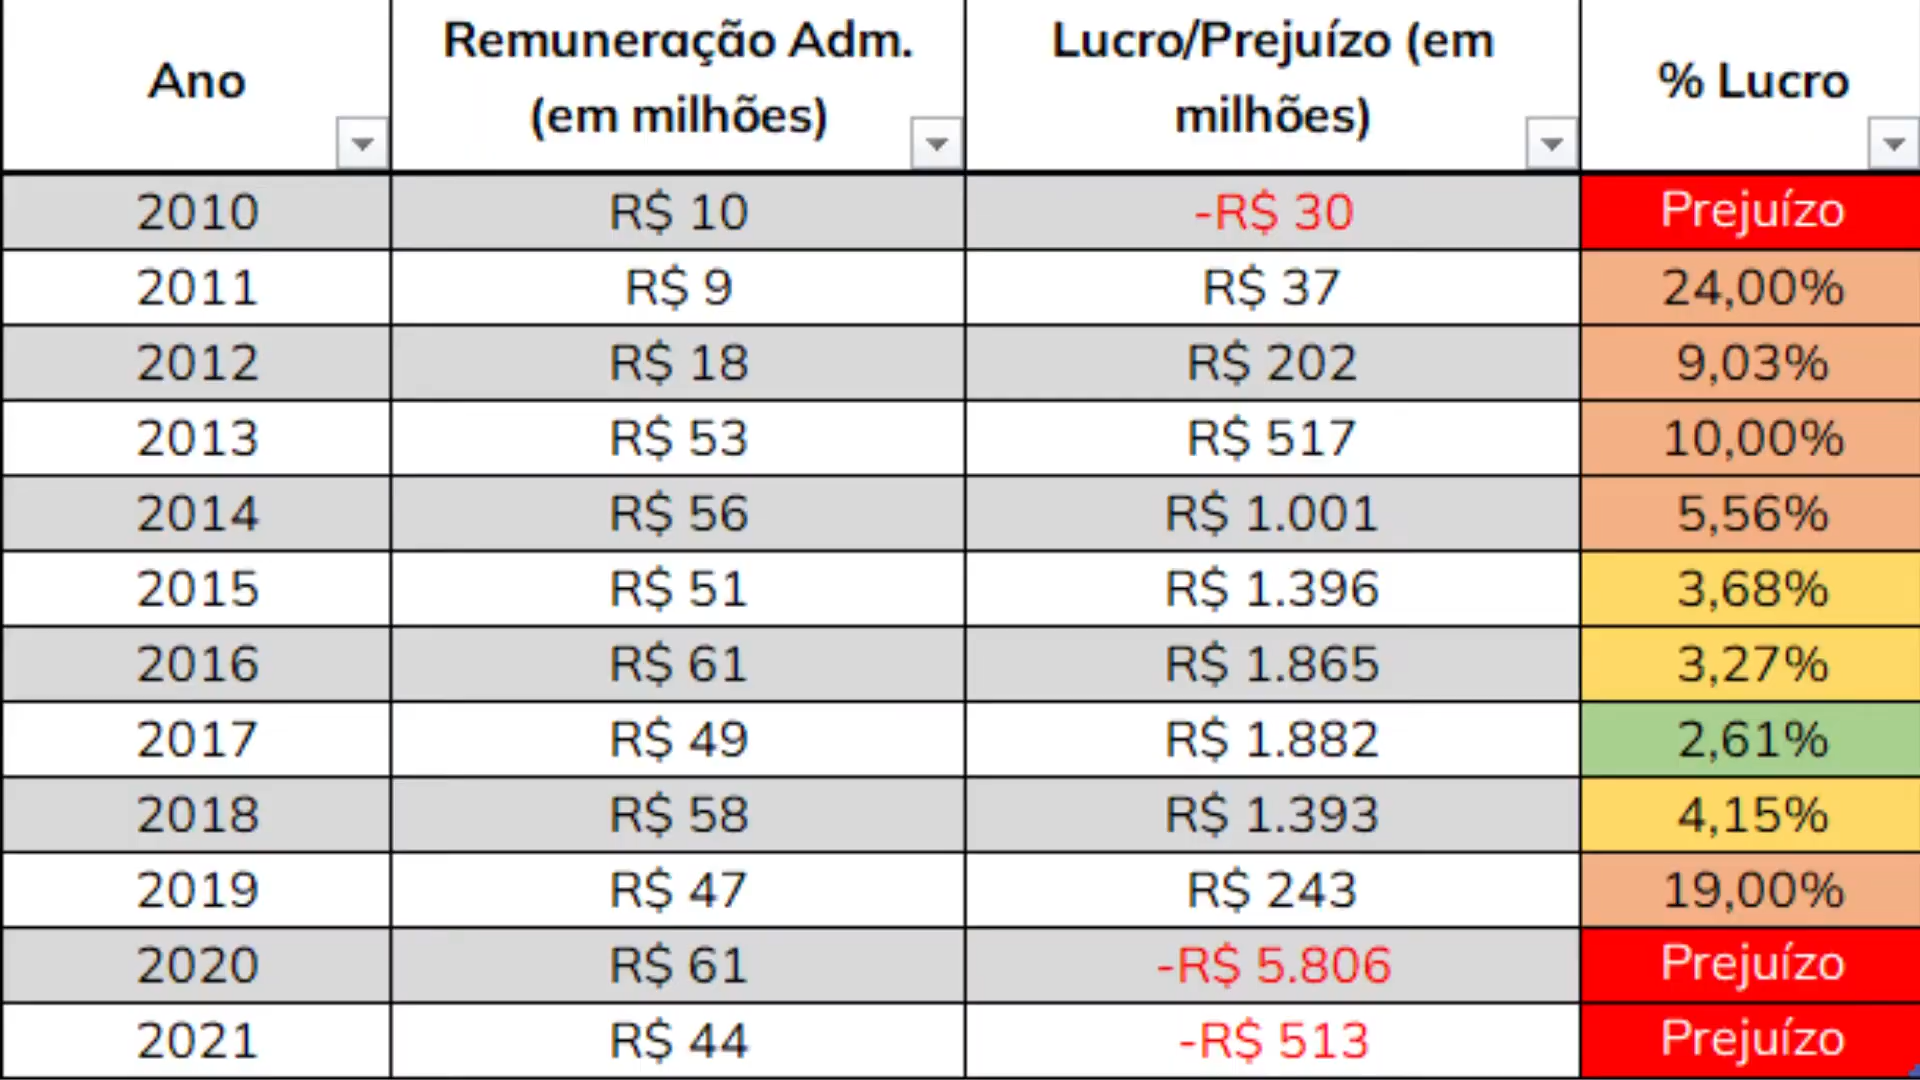 Ano
Remuneração Adm.
(em milhões)
Lucro/Prejuízo (em
milhões)
% Lucro
2010 R$ 10 -R$ 30 Prejuízo
2011 R$ 9 R$ 37 24,00%
2012 R$ 18 R$ 202 9,03%
2013 R$ 53 R$ 517 10,00%
2014 R$ 56 R$ 1.001 5,56%
2015 R$ 51 R$ 1.396 3,68%
2016 R$ 61 R$ 1.865 3,27%
2017 R$ 49 R$ 1.882 2,61%
2018 R$ 58 R$ 1.393 4,15%
2019 R$ 47 R$ 243 19,00%
2020 R$ 61 -R$ 5.806 Prejuízo
2021 R$ 44 -R$ 513 Prejuízo